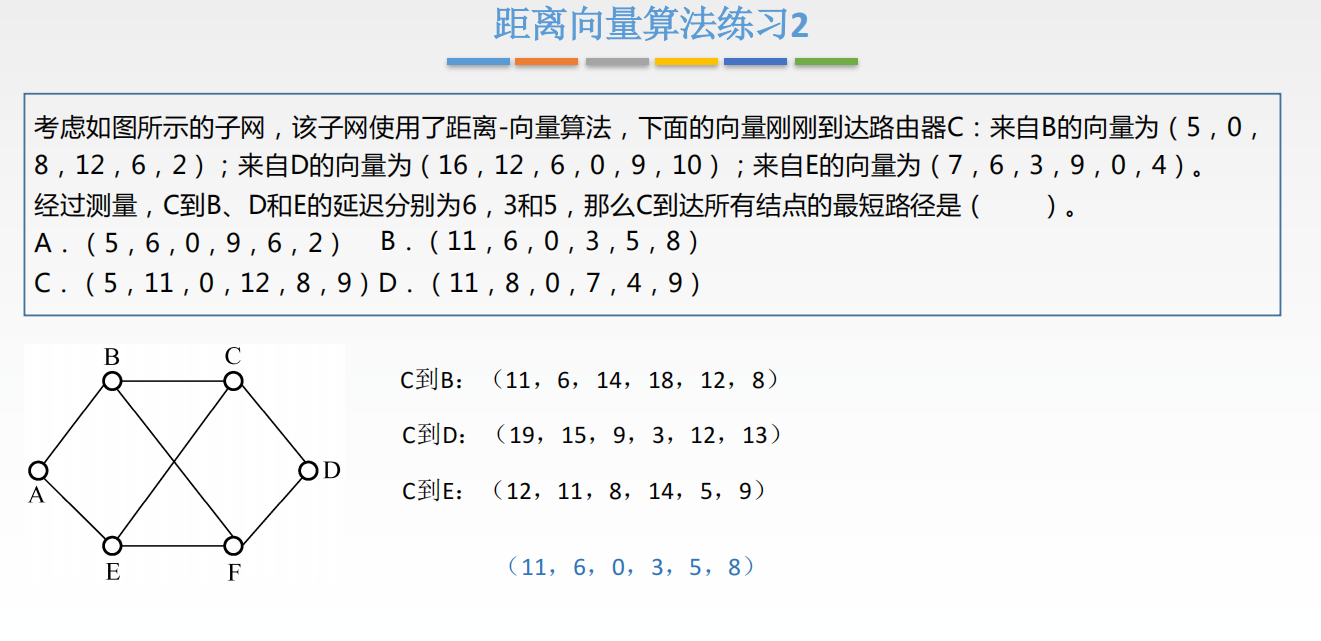 距离向量算法练习2
考虑如图所示的子网，该子网使用了距离-向量算法，下面的向量刚刚到达路由器C：来自B的向量为（5，0，
8，12，6，2）；来自D的向量为（16，12，6，0，9，10）；来自E的向量为（7，6，3，9，0，4）。
经过测量，C到B、D和E的延迟分别为6，3和5，那么C到达所有结点的最短路径是（　　）。
A．（5，6，0，9，6，2） B．（11，6，0，3，5，8）
C．（5，11，0，12，8，9）D．（11，8，0，7，4，9）
B C
C到B：（11，6，14，18，12，8）
C到D：（19，15，9，3，12，13）
A D
C到E：（12，11，8，14，5，9）
E F
（11，6，0，3，5，8）